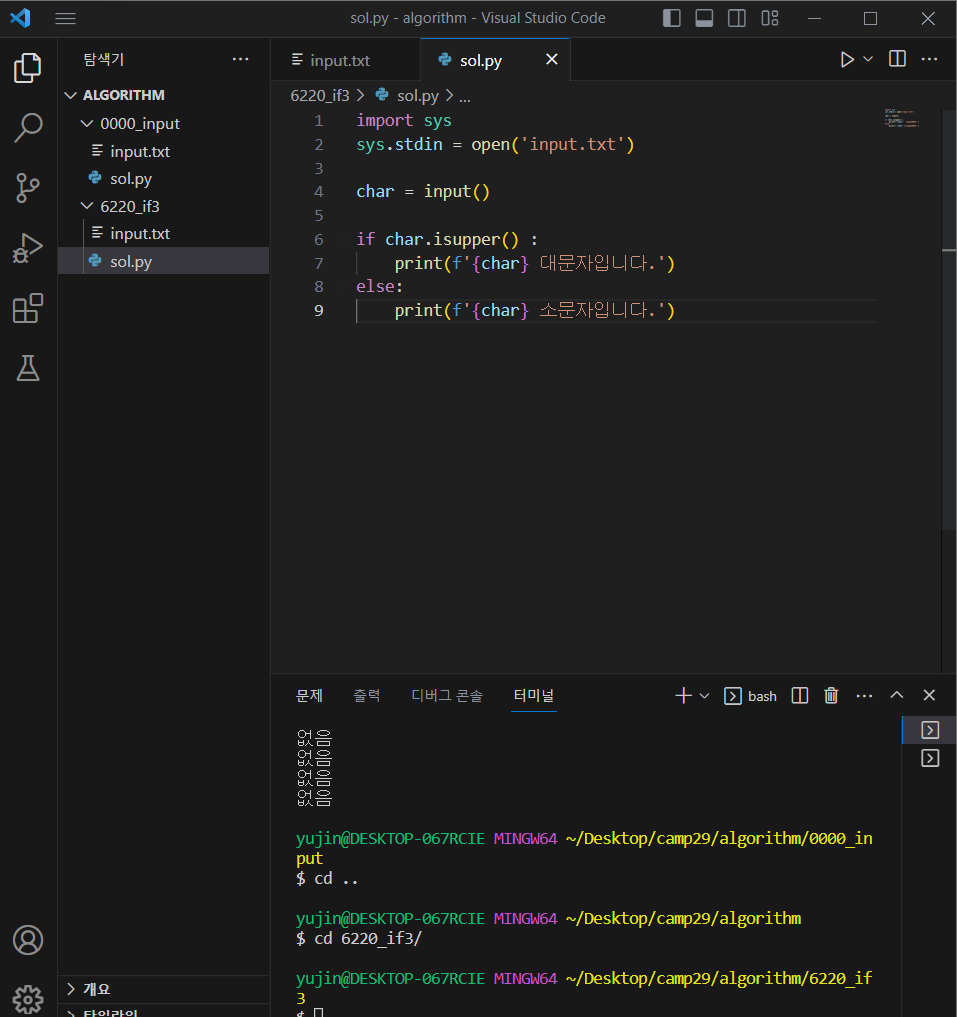 sol.py - algorithm - Visual Studio Code
탐색기 ···
input.txt
sol.py
ALGORITHM
0000_input
input.txt
sol.py
6220_if3
input.txt
sol.py
6220_if3 > sol.py > ...
1 import sys
2 sys.stdin = open('input.txt')
3
4 char = input()
5
6 if char.isupper() :
7 print(f'{char} 대문자입니다.')
8 else:
9 print(f'{char} 소문자입니다.')
문제 출력 디버그 콘솔 터미널 bash
없음
없음
없음
없음
yujin@DESKTOP-067RCIE MINGW64 ~/Desktop/camp29/algorithm/0000_in
put
$ cd ..
yujin@DESKTOP-067RCIE MINGW64 ~/Desktop/camp29/algorithm
$ cd 6220_if3/
yujin@DESKTOP-067RCIE MINGW64 ~/Desktop/camp29/algorithm/6220_if
3
$
개요
타임라인